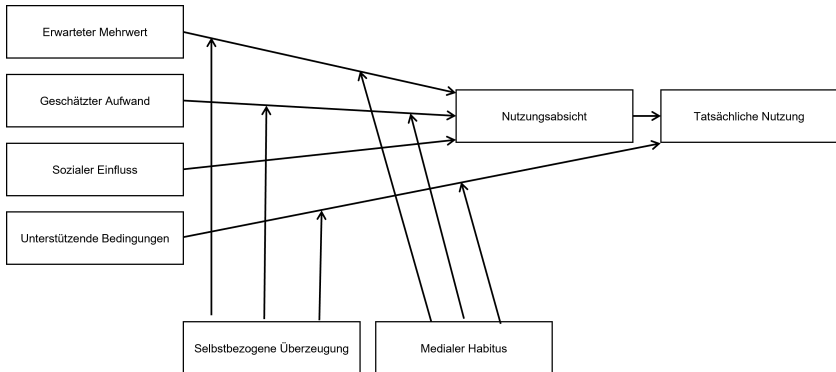 Erwarteter Mehrwert
Geschätzter Aufwand
Nutzungsabsicht
Tatsächliche Nutzung
Sozialer Einfluss
Unterstützende Bedingungen
Selbstbezogene Überzeugung
Medialer Habitus